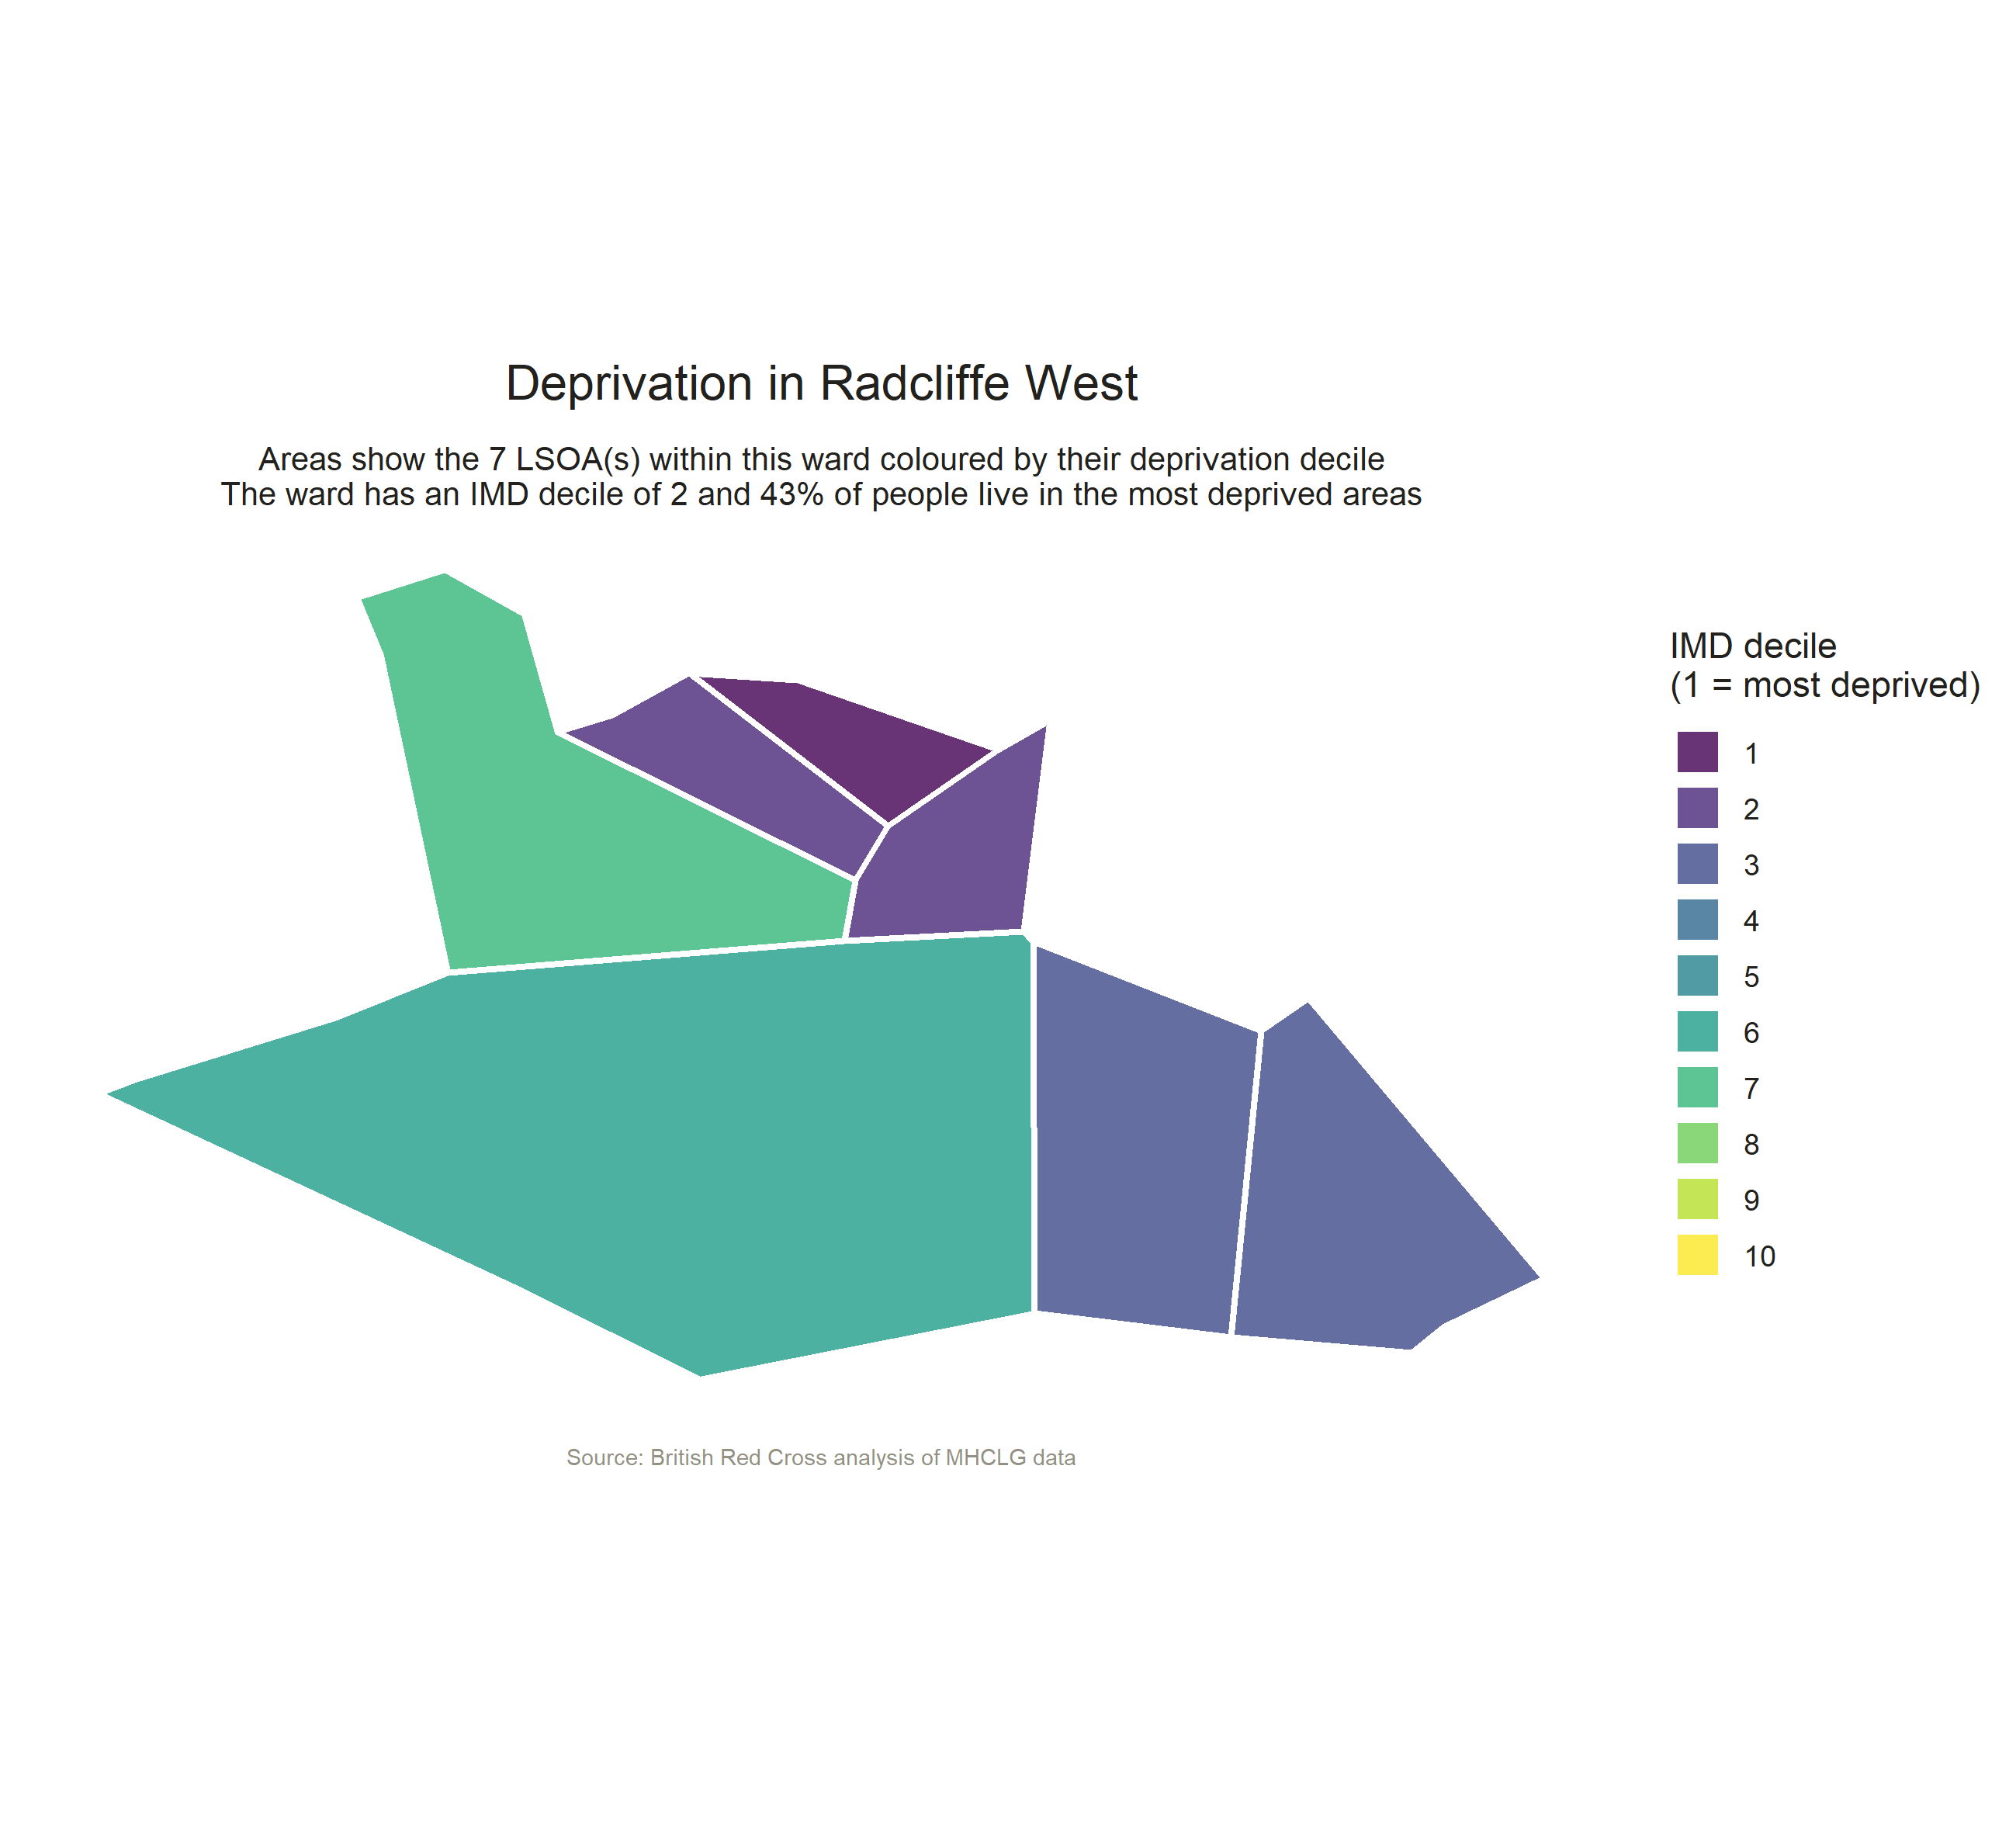 Deprivation in Radcliffe West
Areas show the 7 LSOA(s) within this ward coloured by their deprivation decile
The ward has an IMD decile of 2 and 43% of people live in the most deprived areas
IMD decile
(1 = most deprived)
1
2
3
4
5
6
7
8
9
10
Source: British Red Cross analysis of MHCLG data